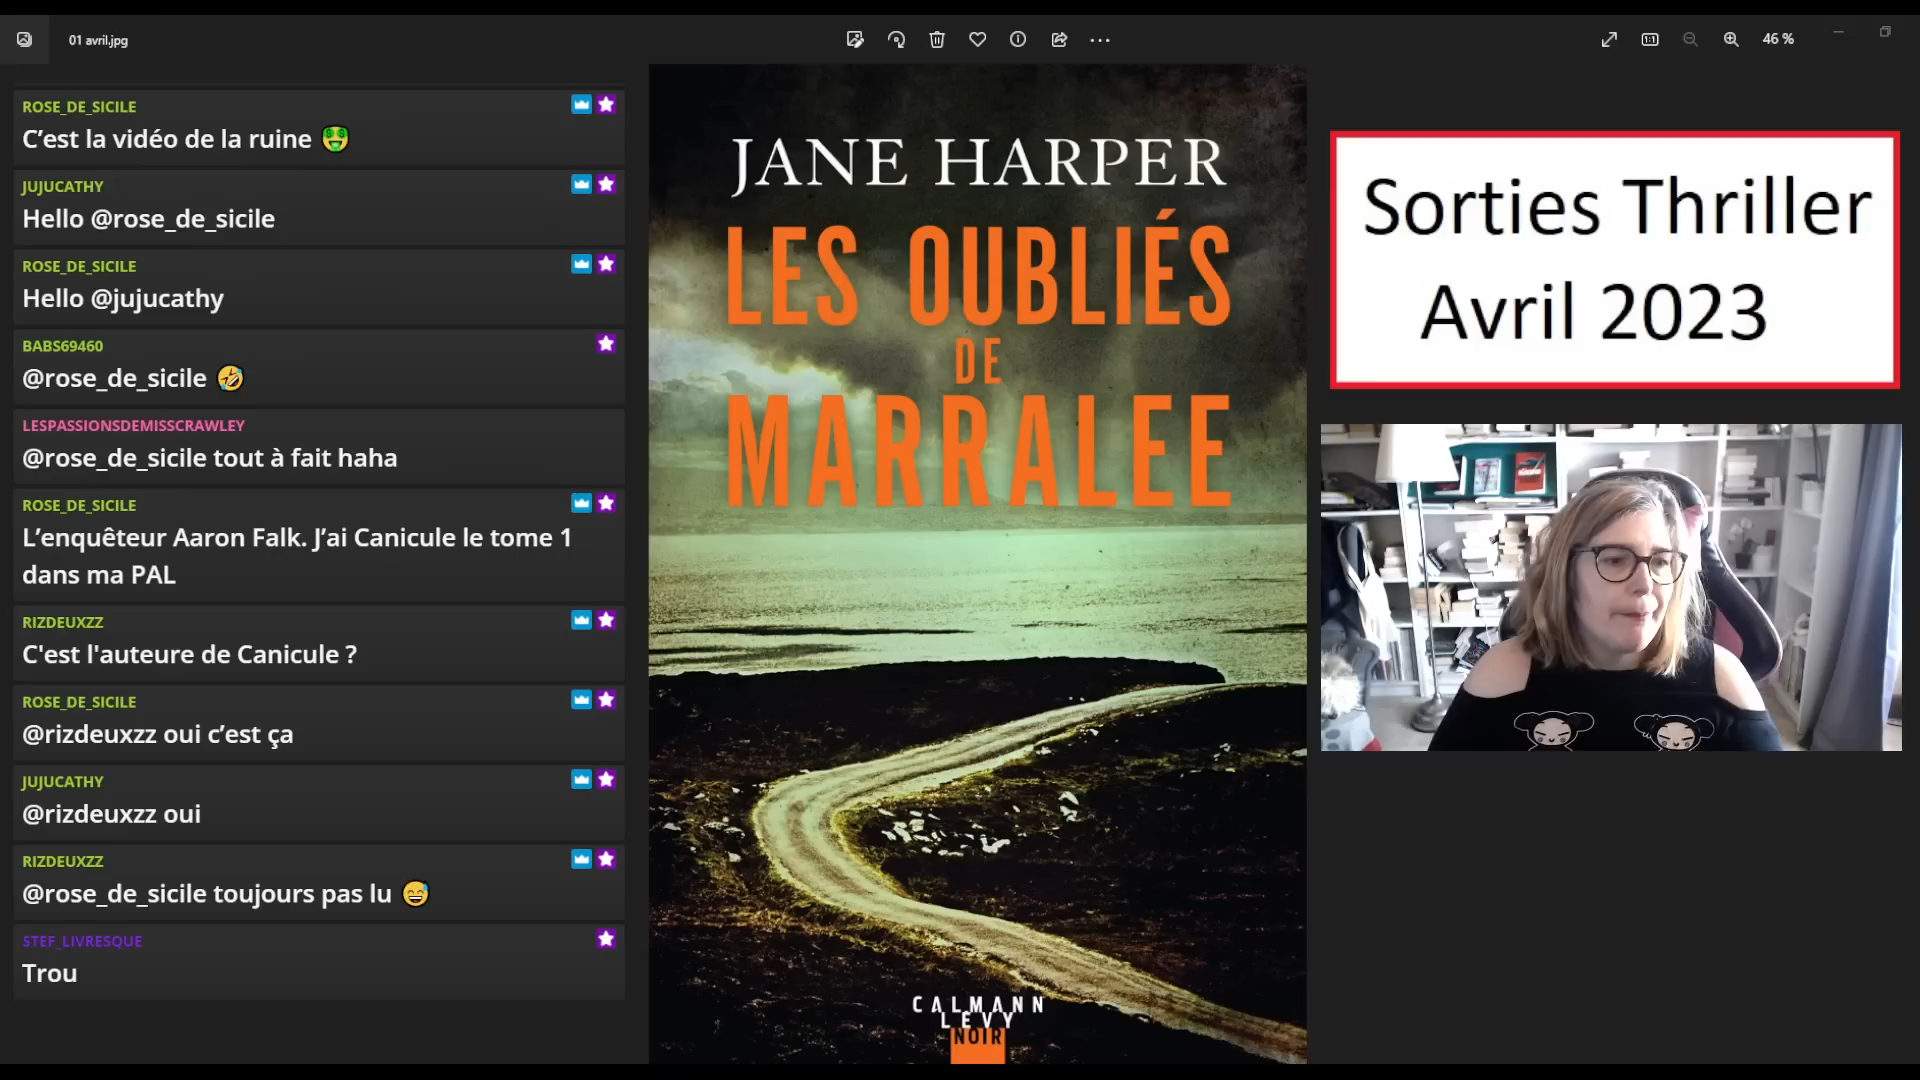 01 avril.jpg
46 %
ROSE_DE_SICILE
C’est la vidéo de la ruine
JUJUCATHY
Hello @rose_de_sicile
ROSE_DE_SICILE
Hello @jujucathy
BABS69460
@rose_de_sicile
LESPASSIONSDEMISSCRAWLEY
@rose_de_sicile tout à fait haha
ROSE_DE_SICILE
L’enquêteur Aaron Falk. J’ai Canicule le tome 1
dans ma PAL
RIZDEUXZZ
C'est l'auteure de Canicule ?
ROSE_DE_SICILE
@rizdeuxzz oui c’est ça
JUJUCATHY
@rizdeuxzz oui
RIZDEUXZZ
@rose_de_sicile toujours pas lu
STEF_LIVRESQUE
Trou
JANE HARPER
LES OUBLIÉS
DE
MARRALEE
CALMANN
LÉVY
NOIR
Sorties Thriller
Avril 2023